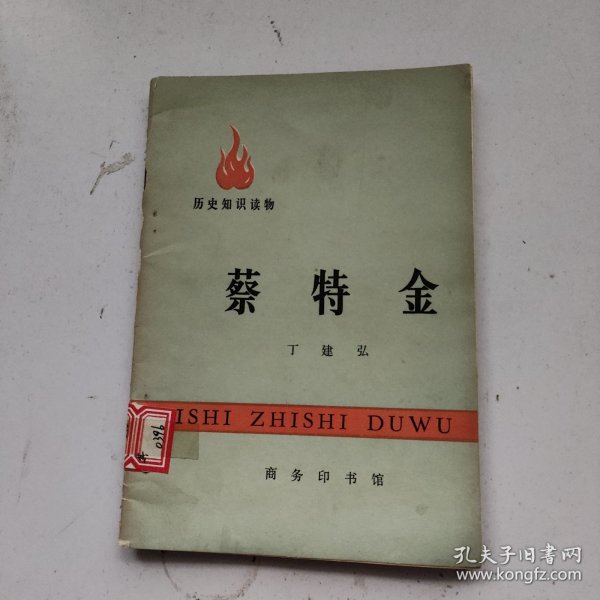 历史知识读物
蔡特金
丁建弘
ISHI ZHISHI DUWU
0396
商务印书馆
孔夫子旧书网
www.kongfz.com